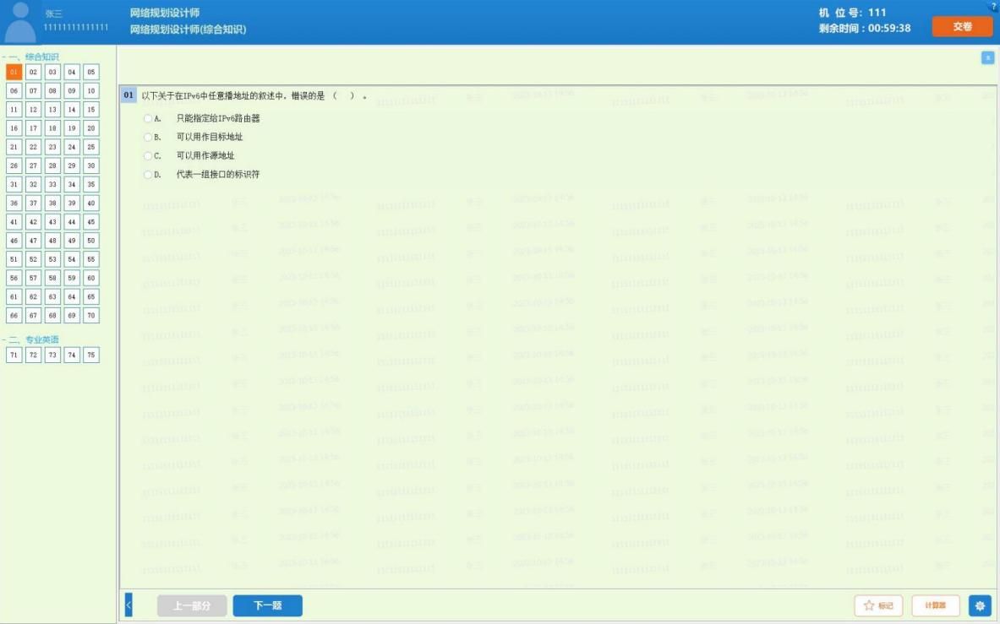 张三
11111111111111
网络规划设计师
网络规划设计师(综合知识)
机 位号: 111
剩余时间：00:59:38
交卷
?
- 一、综合知识
01 02 03 04 05
06 07 08 09 10
11 12 13 14 15
16 17 18 19 20
21 22 23 24 25
26 27 28 29 30
31 32 33 34 35
36 37 38 39 40
41 42 43 44 45
46 47 48 49 50
51 52 53 54 55
56 57 58 59 60
61 62 63 64 65
66 67 68 69 70
- 二、专业英语
71 72 73 74 75
01 以下关于在IPv6中任意播地址的叙述中，错误的是 （ ） 。
A. 只能指定给IPv6路由器
B. 可以用作目标地址
C. 可以用作源地址
D. 代表一组接口的标识符
上一部分
下一题
标记
计算器